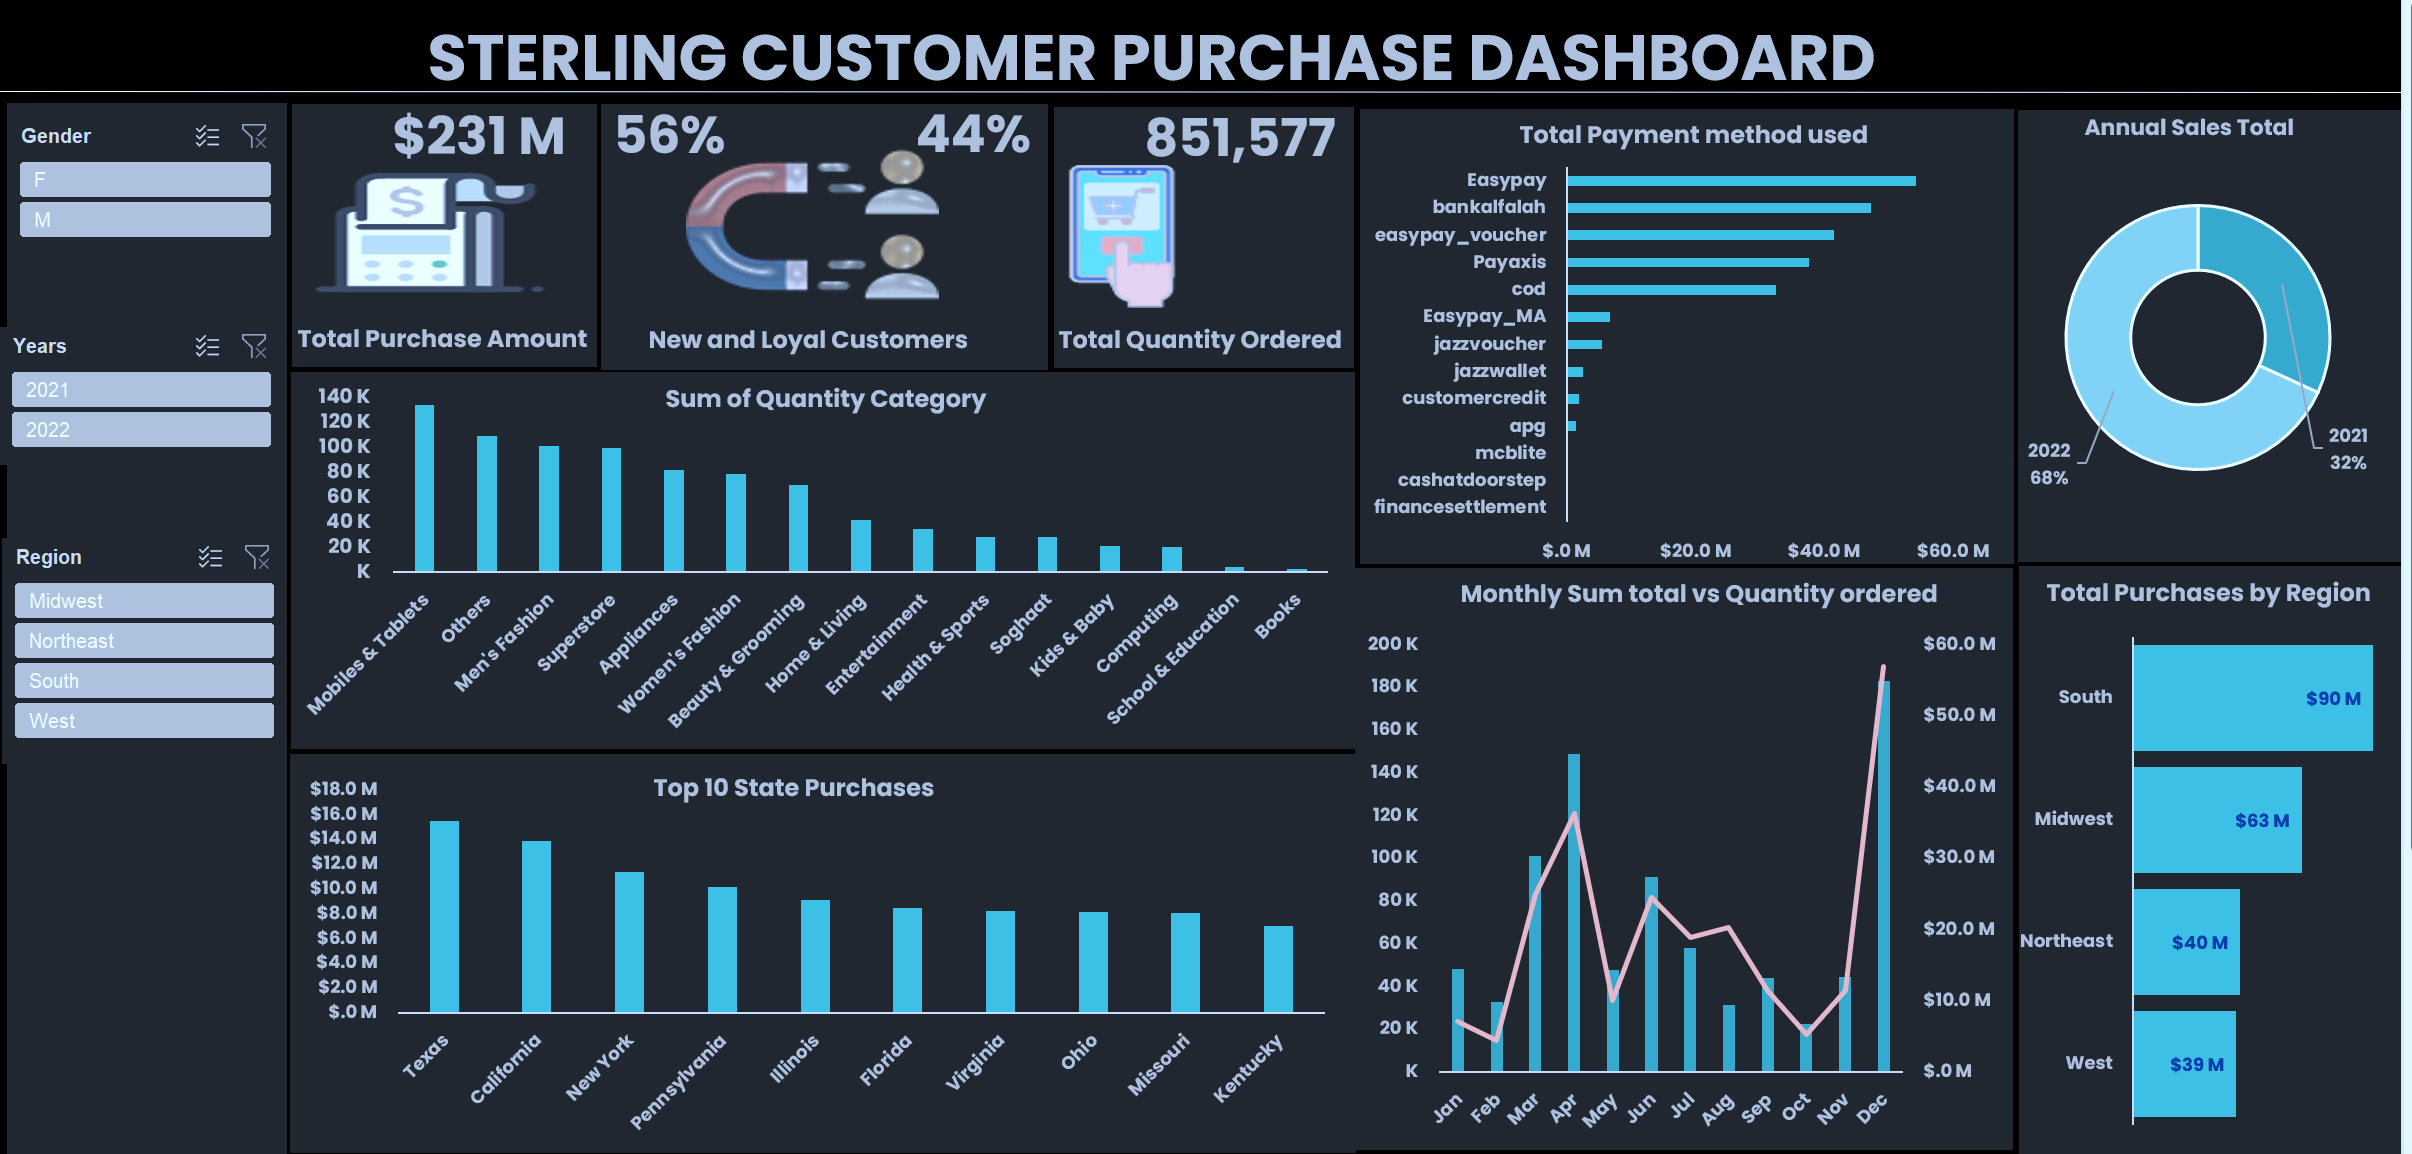 STERLING CUSTOMER PURCHASE DASHBOARD
Gender
F
M
Years
2021
2022
Region
Midwest
Northeast
South
West
$231 M
$
Total Purchase Amount
56%
44%
New and Loyal Customers
851,577
Total Quantity Ordered
Sum of Quantity Category
140 K
120 K
100 K
80 K
60 K
40 K
20 K
K
Mobiles & Tablets
Others
Men's Fashion
Superstore
Appliances
Women's Fashion
Beauty & Grooming
Home & Living
Entertainment
Health & Sports
Soghaat
Kids & Baby
Computing
School & Education
Books
Top 10 State Purchases
$18.0 M
$16.0 M
$14.0 M
$12.0 M
$10.0 M
$8.0 M
$6.0 M
$4.0 M
$2.0 M
$.0 M
Texas
California
New York
Pennsylvania
Illinois
Florida
Virginia
Ohio
Missouri
Kentucky
Total Payment method used
Easypay
bankalfalah
easypay_voucher
Payaxis
cod
Easypay_MA
jazzvoucher
jazzwallet
customercredit
apg
mcblite
cashatdoorstep
financesettlement
$.0 M
$20.0 M
$40.0 M
$60.0 M
Annual Sales Total
2021
32%
2022
68%
Monthly Sum total vs Quantity ordered
200 K
180 K
160 K
140 K
120 K
100 K
80 K
60 K
40 K
20 K
K
$60.0 M
$50.0 M
$40.0 M
$30.0 M
$20.0 M
$10.0 M
$.0 M
Jan
Feb
Mar
Apr
May
Jun
Jul
Aug
Sep
Oct
Nov
Dec
Total Purchases by Region
South
$90 M
Midwest
$63 M
Northeast
$40 M
West
$39 M